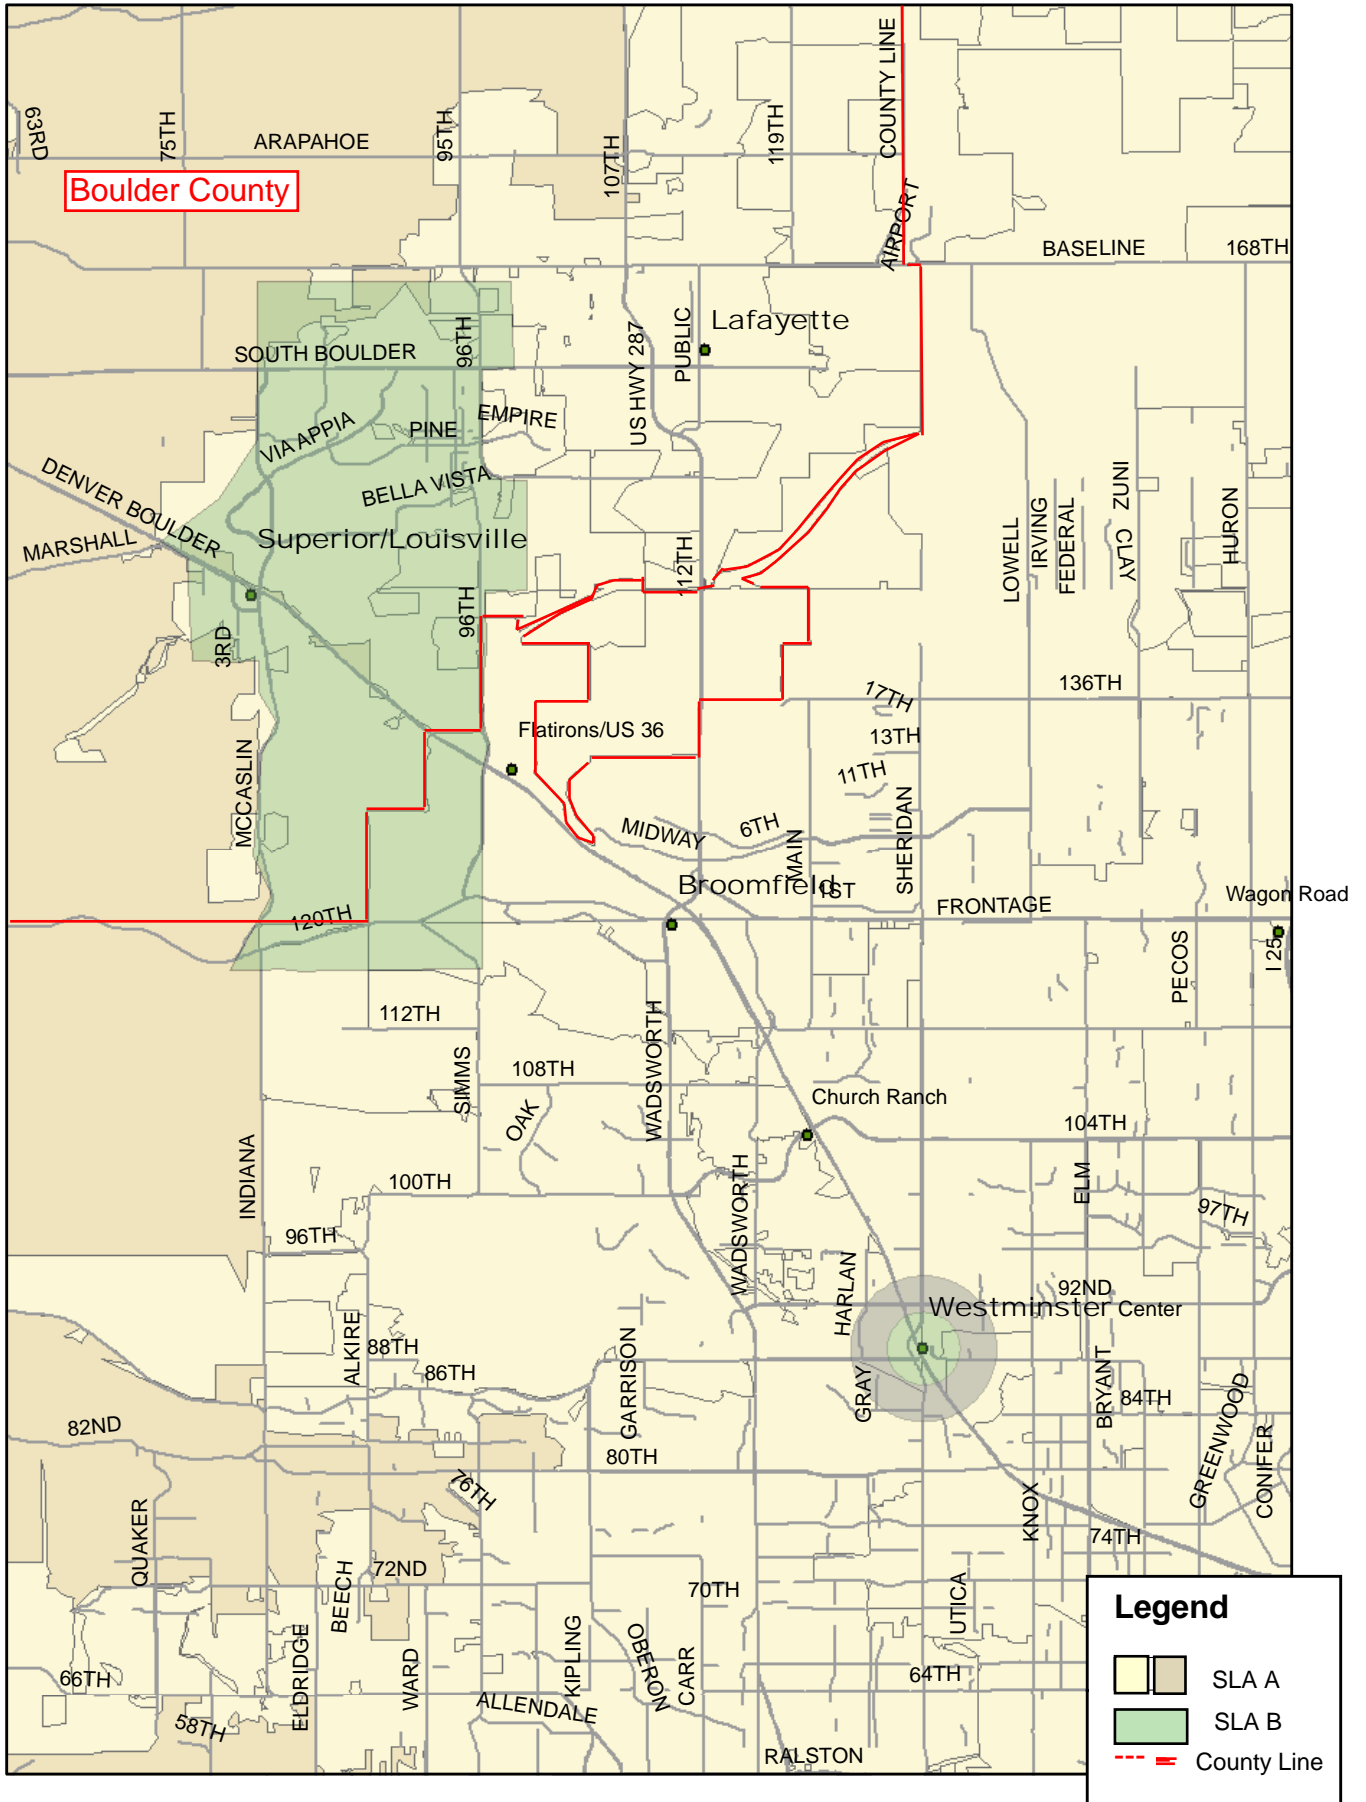 63RD
75TH
ARAPAHOE
95TH
107TH
119TH
COUNTY LINE
Boulder County
AIRPORT
BASELINE
168TH
96TH
US HWY 287
PUBLIC
Lafayette
SOUTH BOULDER
VIA APPIA
PINE
EMPIRE
BELLA VISTA
DENVER BOULDER
MARSHALL
Superior/Louisville
112TH
LOWELL
IRVING
FEDERAL
ZUNI
CLAY
HURON
3RD
96TH
136TH
17TH
Flatirons/US 36
13TH
11TH
MCCASLIN
MIDWAY
6TH
MAIN
SHERIDAN
Broomfield
IST
FRONTAGE
Wagon Road
120TH
PECOS
I 25
112TH
SIMMS
108TH
OAK
WADSWORTH
Church Ranch
104TH
INDIANA
100TH
WADSWORTH
ELM
97TH
96TH
HARLAN
92ND
Westminster Center
ALKIRE
88TH
86TH
GARRISON
GRAY
BRYANT
84TH
GREENWOOD
CONIFER
82ND
80TH
76TH
KNOX
74TH
QUAKER
BEECH
72ND
70TH
UTICA
66TH
ELDRIDGE
WARD
KIPLING
OBERON
CARR
64TH
58TH
ALLENDALE
RALSTON
Legend
SLA A
SLA B
County Line